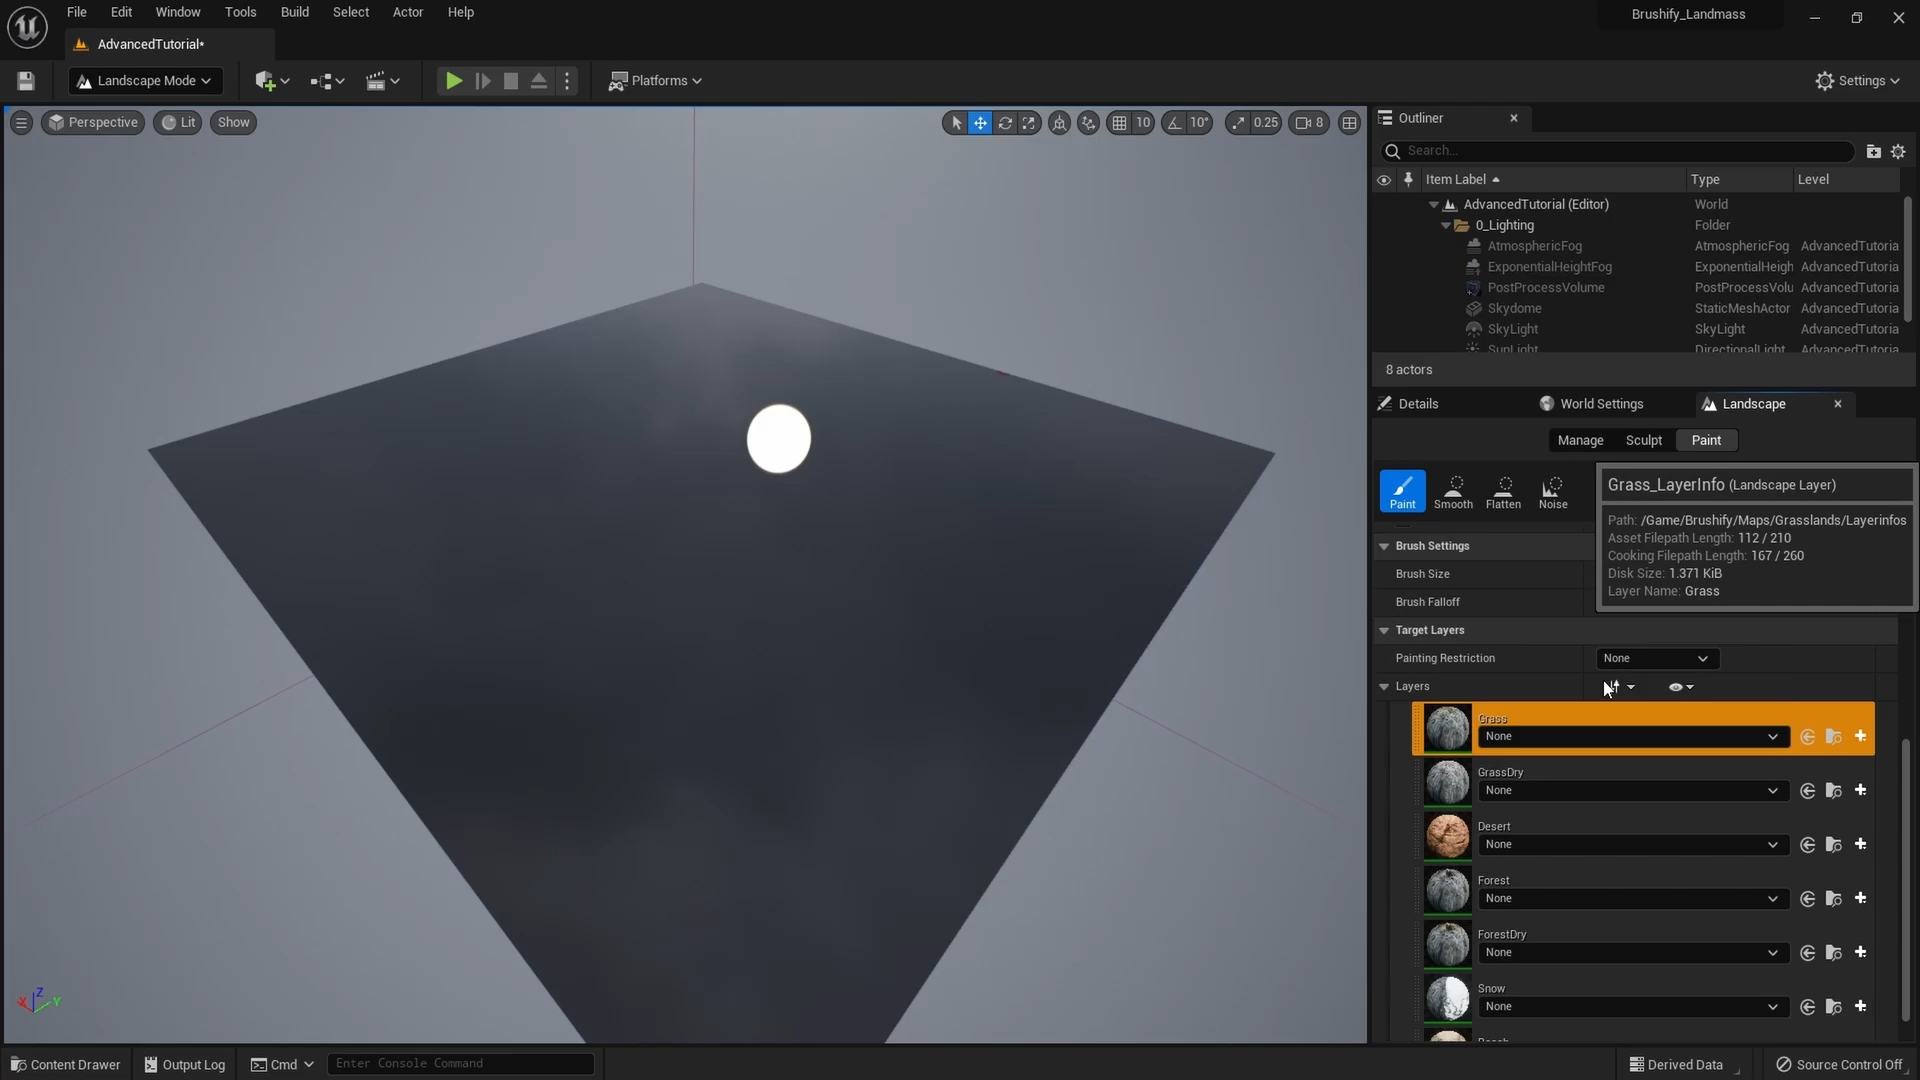 File Edit Window Tools Build Select Actor Help
Brushify_Landmass
AdvancedTutorial*
Landscape Mode
Platforms
Settings
Perspective Lit Show
10 10° 0.25 8
Outliner
Search...
Item Label Type Level
AdvancedTutorial (Editor) World
0_Lighting Folder
AtmosphericFog AtmosphericFog AdvancedTutoria
ExponentialHeightFog ExponentialHeigh AdvancedTutoria
PostProcessVolume PostProcessVolu AdvancedTutoria
Skydome StaticMeshActor AdvancedTutoria
SkyLight SkyLight AdvancedTutoria
SunLight DirectionalLight AdvancedTutoria
8 actors
Details World Settings Landscape
Manage Sculpt Paint
Paint Smooth Flatten Noise
Grass_LayerInfo (Landscape Layer)
Path: /Game/Brushify/Maps/Grasslands/Layerinfos
Asset Filepath Length: 112 / 210
Cooking Filepath Length: 167 / 260
Disk Size: 1.371 KiB
Layer Name: Grass
Brush Settings
Brush Size
Brush Falloff
Target Layers
Painting Restriction None
Layers
Grass
None
GrassDry
None
Desert
None
Forest
None
ForestDry
None
Snow
None
X Z Y
Content Drawer Output Log Cmd Enter Console Command Derived Data Source Control Off